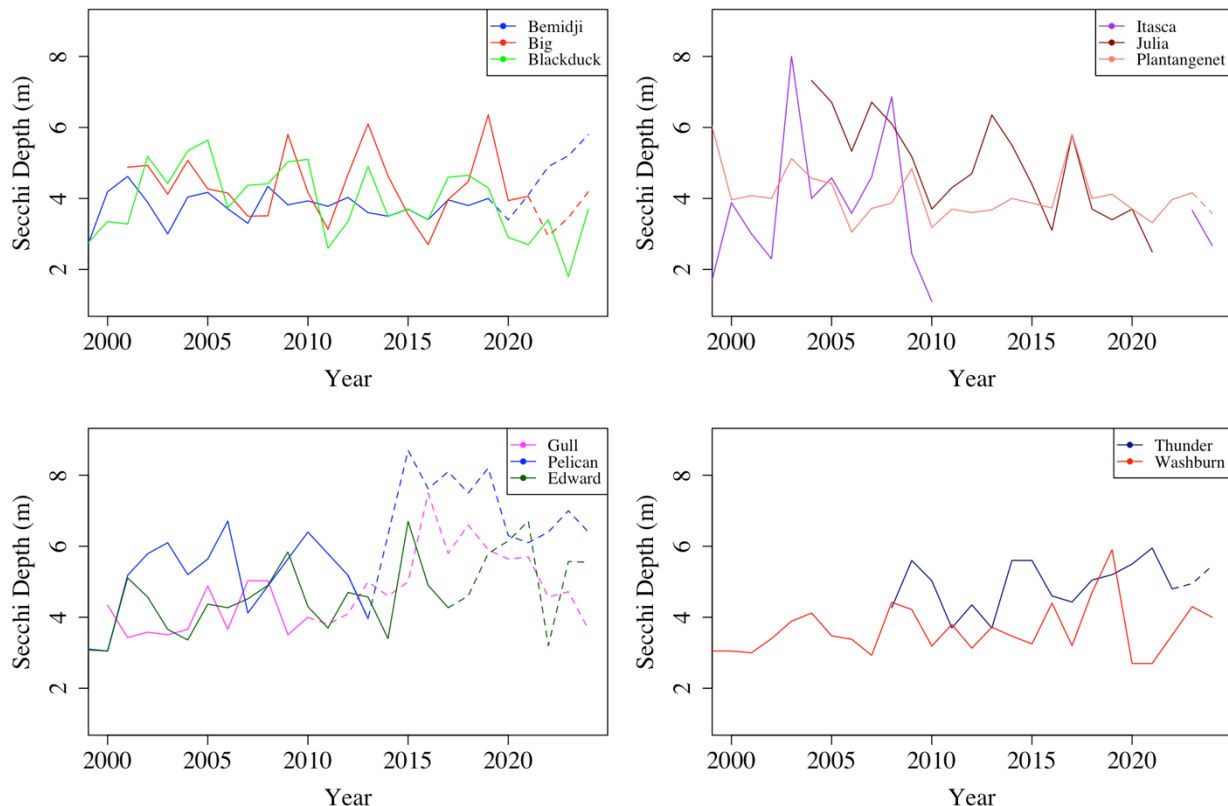 Bemidji
Big
Blackduck
Secchi Depth (m)
8
6
4
2
2000 2005 2010 2015 2020
Year
Itasca
Julia
Plantangenet
Secchi Depth (m)
8
6
4
2
2000 2005 2010 2015 2020
Year
Gull
Pelican
Edward
Secchi Depth (m)
8
6
4
2
2000 2005 2010 2015 2020
Year
Thunder
Washburn
Secchi Depth (m)
8
6
4
2
2000 2005 2010 2015 2020
Year